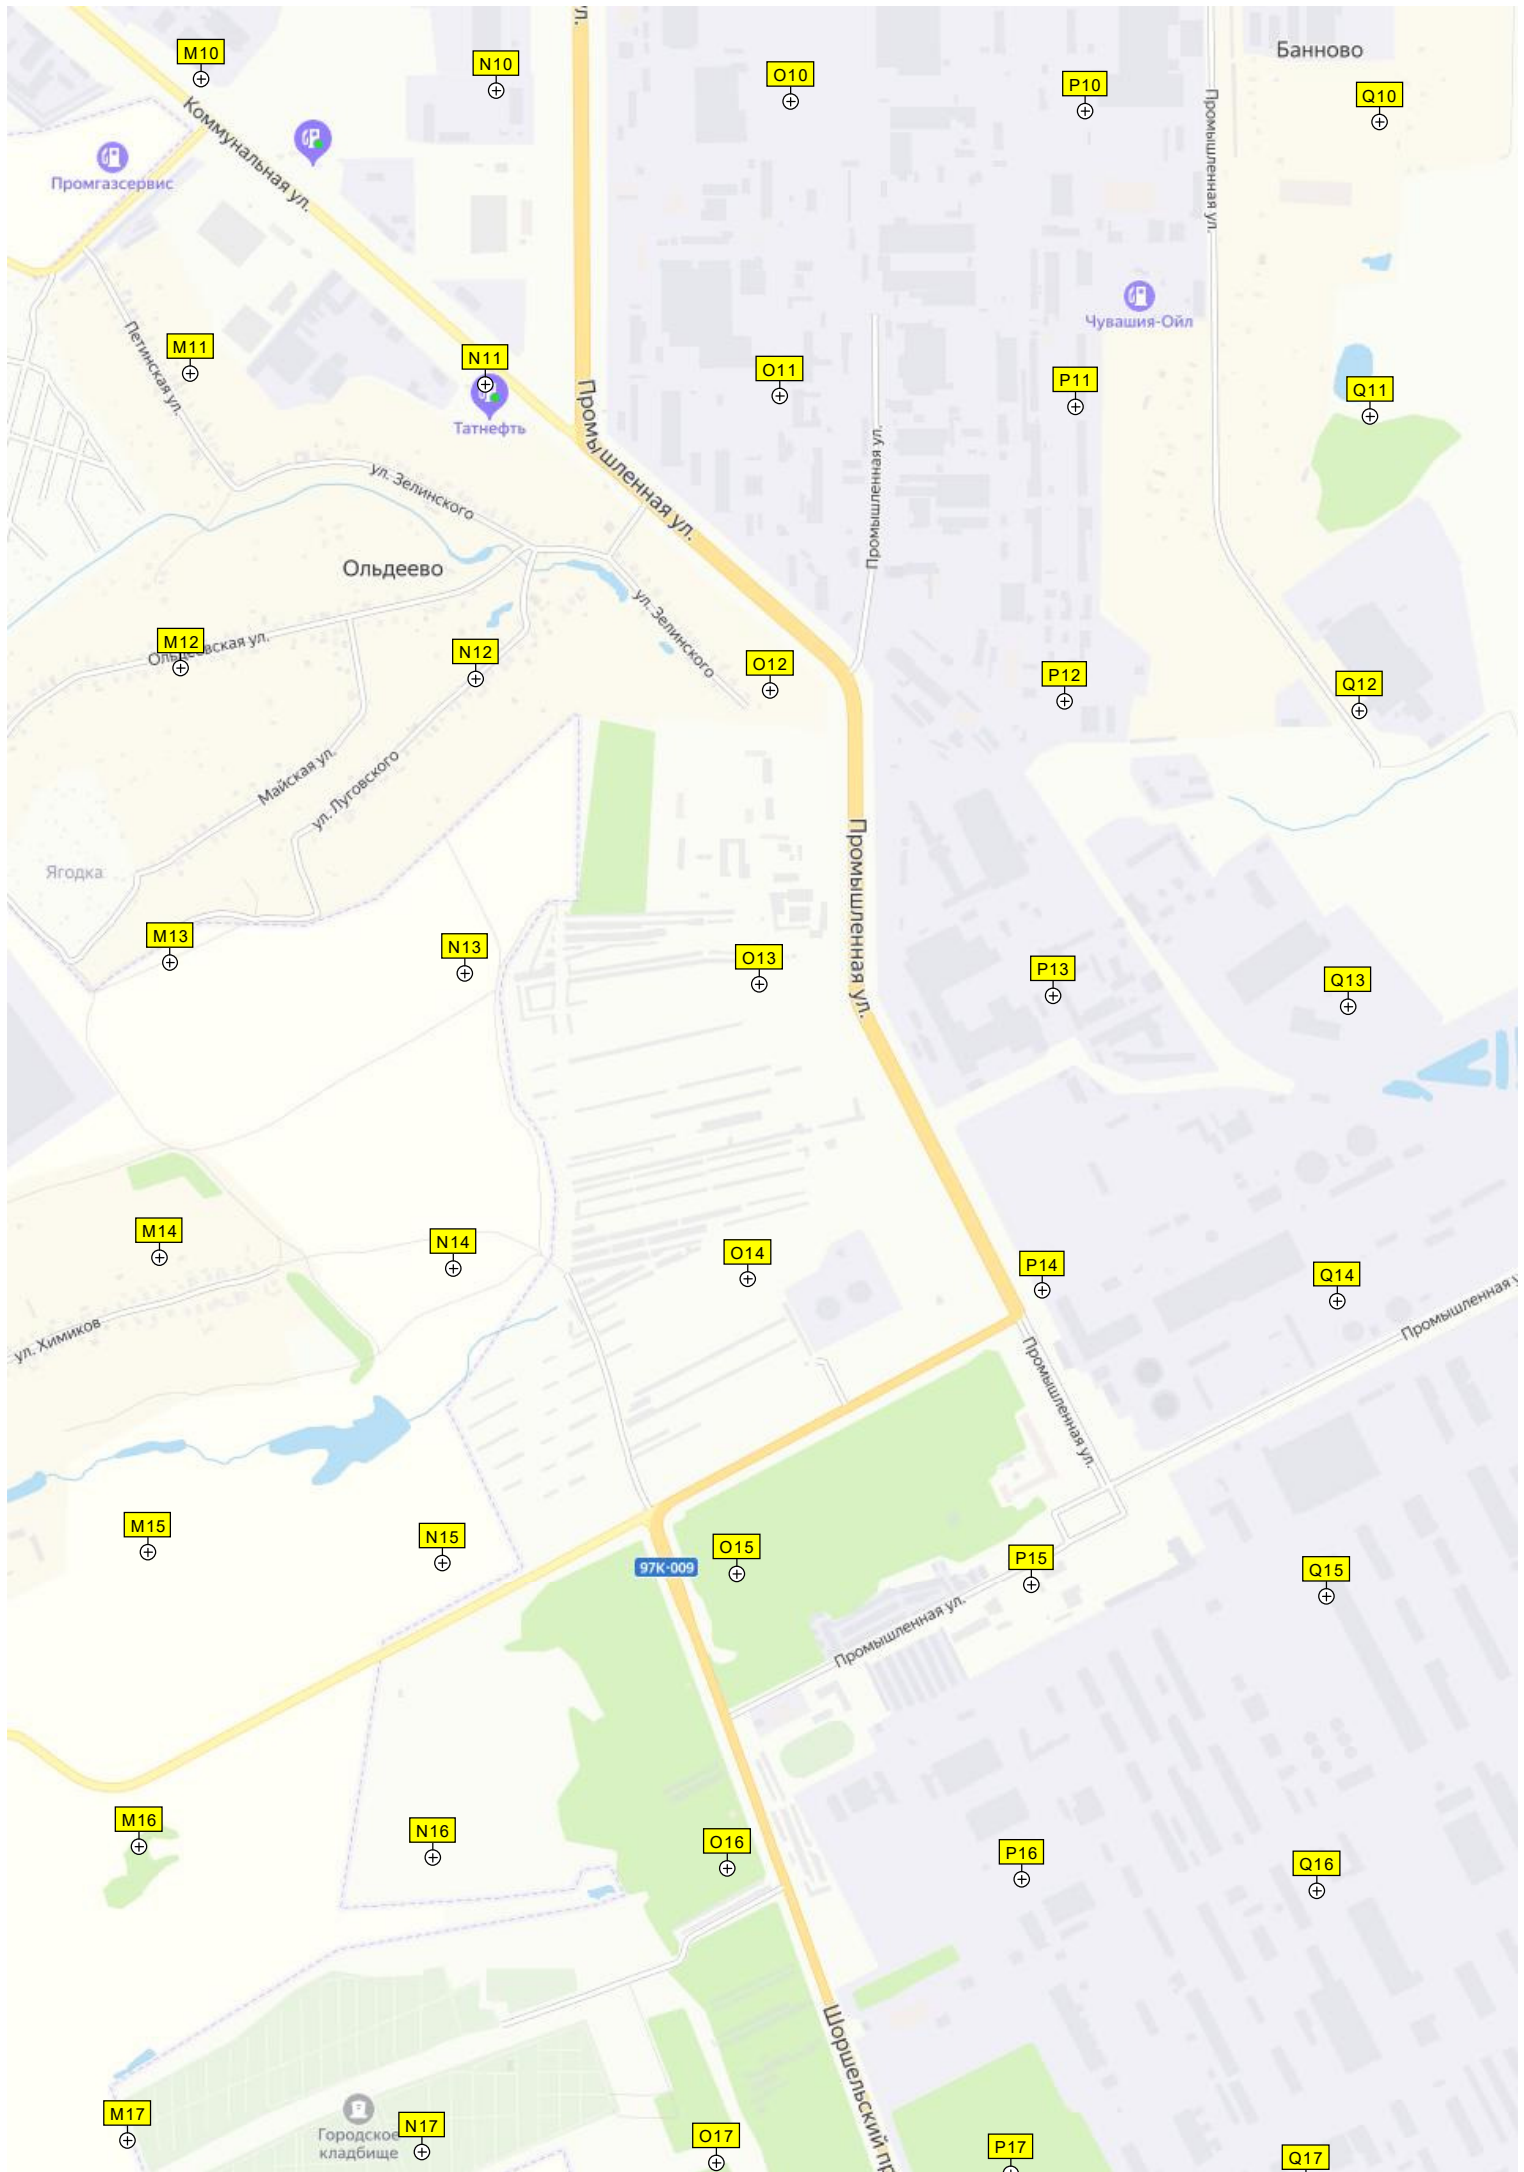 ул.
M10
N10
O10
P10
Банново
Q10
Коммунальная ул.
Промышленная ул.
Промгазсервис
Чувашия-Ойл
Петинская ул.
M11
N11
O11
P11
Q11
Татнефть
Промышленная ул.
Промышленная ул.
ул. Зелинского
Ольдеево
ул. Зелинского
M12
N12
O12
P12
Q12
Майская ул.
ул. Луговского
Ягодка
Промышленная ул.
M13
N13
O13
P13
Q13
M14
N14
O14
P14
Q14
ул. Химиков
Промышленная
Промышленная ул.
M15
N15
O15
P15
Q15
97К-009
Промышленная ул.
M16
N16
O16
P16
Q16
Шоршельский пр
M17
N17
O17
P17
Q17
Городское
кладбище